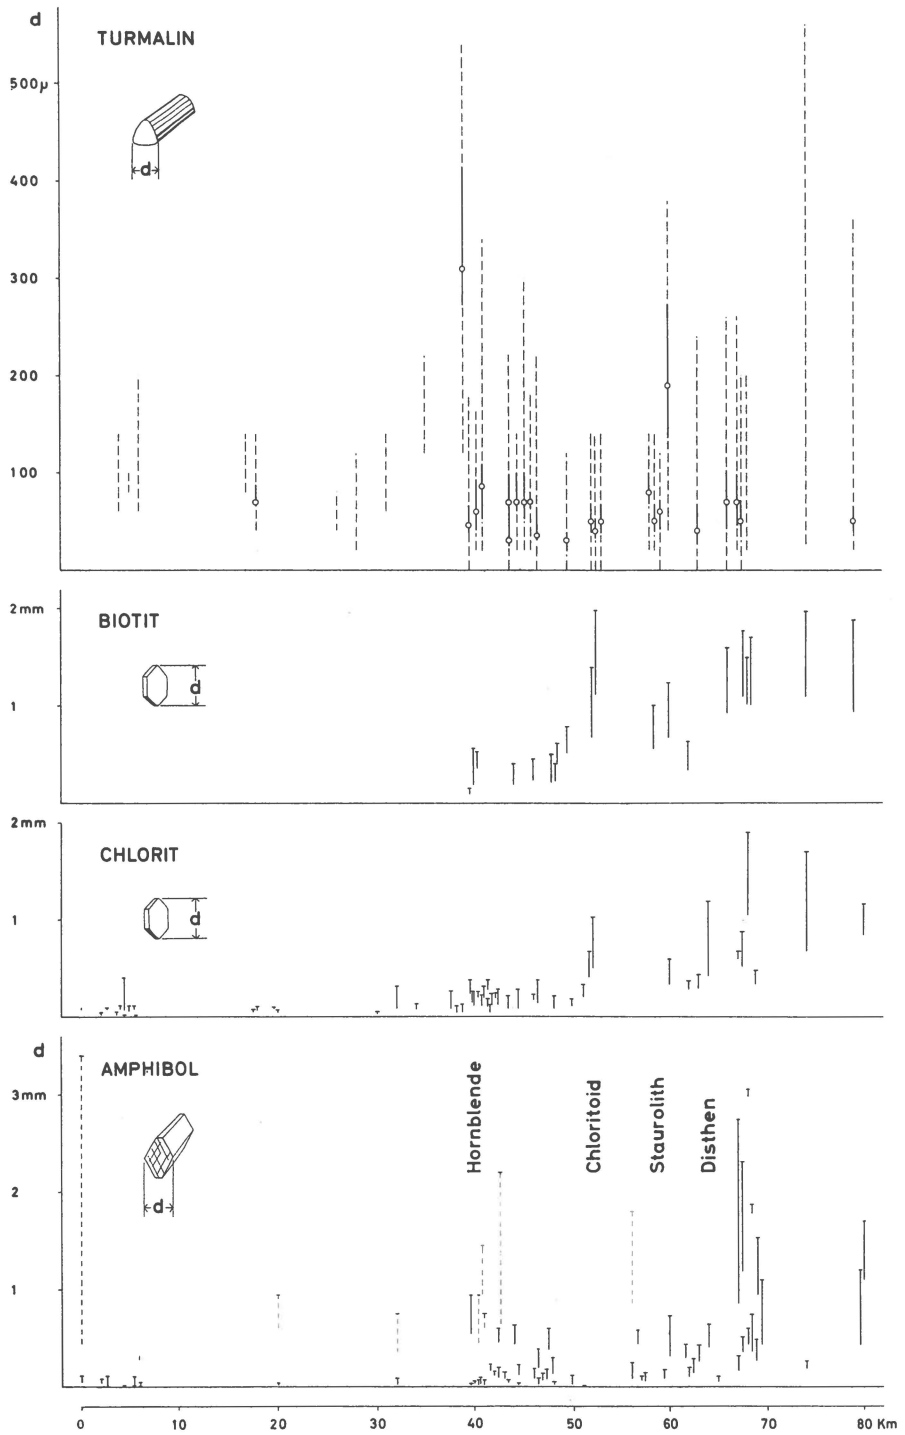 d
TURMALIN
500µ
d
400
300
200
100
2mm
BIOTIT
d
1
2mm
CHLORIT
1
d
d
AMPHIBOL
3mm
Hornblende
Chloritoid
Staurolith
Disthen
2
d
1
0 10 20 30 40 50 60 70 80 Km